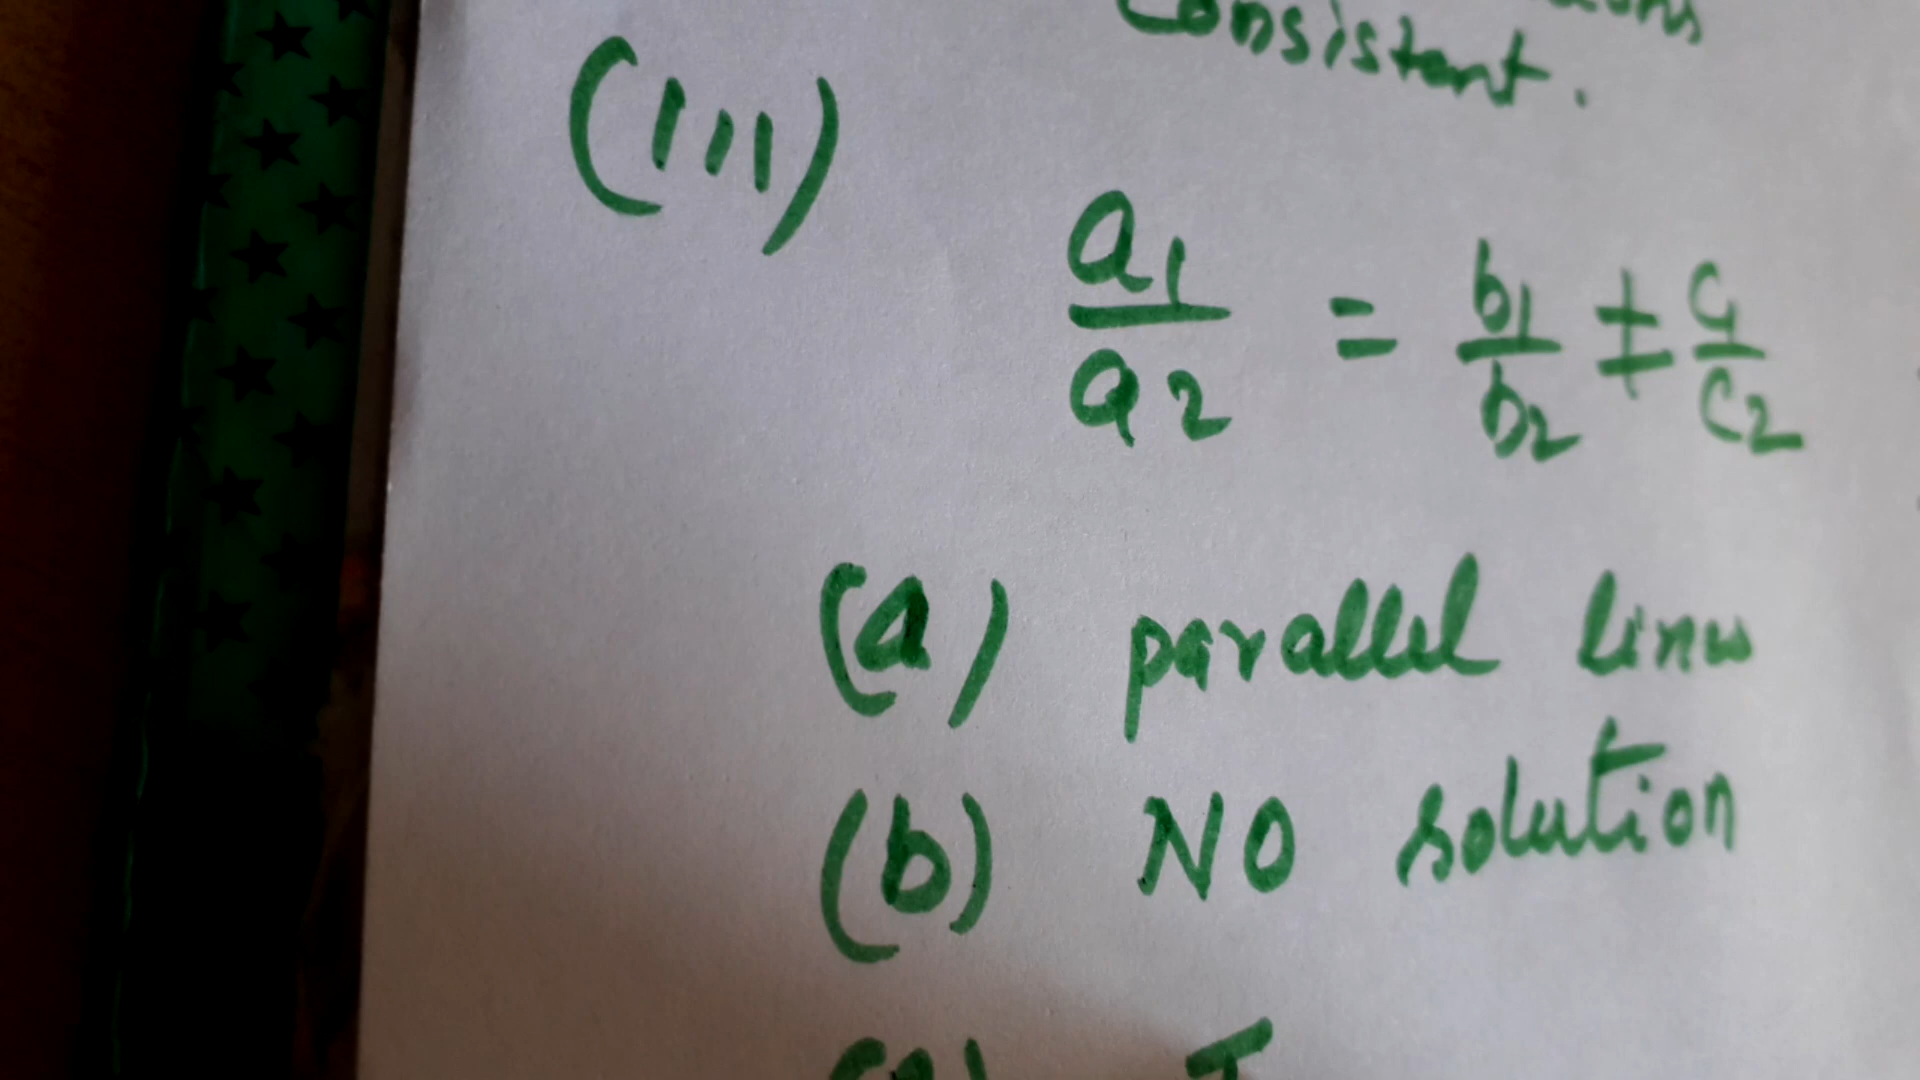 consistent.
(iii)
a1/a2 = b1/b2 ≠ c1/c2
(a) parallel lines
(b) NO solution